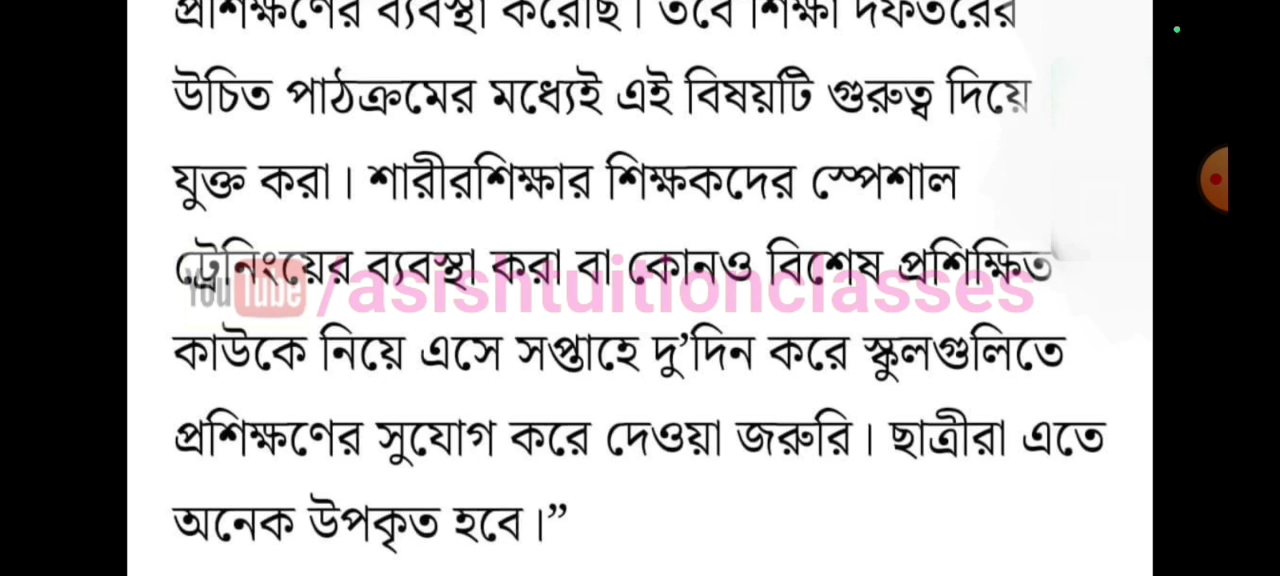 প্রশিক্ষণের ব্যবস্থা করেছি। তবে শিক্ষা দফতরের
উচিত পাঠক্রমের মধ্যেই এই বিষয়টি গুরুত্ব দিয়ে
যুক্ত করা। শারীরশিক্ষার শিক্ষকদের স্পেশাল
ট্রেনিংয়ের ব্যবস্থা করা বা কোনও বিশেষ প্রশিক্ষিত
YouTube /asishtuitionclasses
কাউকে নিয়ে এসে সপ্তাহে দু’দিন করে স্কুলগুলিতে
প্রশিক্ষণের সুযোগ করে দেওয়া জরুরি। ছাত্রীরা এতে
অনেক উপকৃত হবে।”